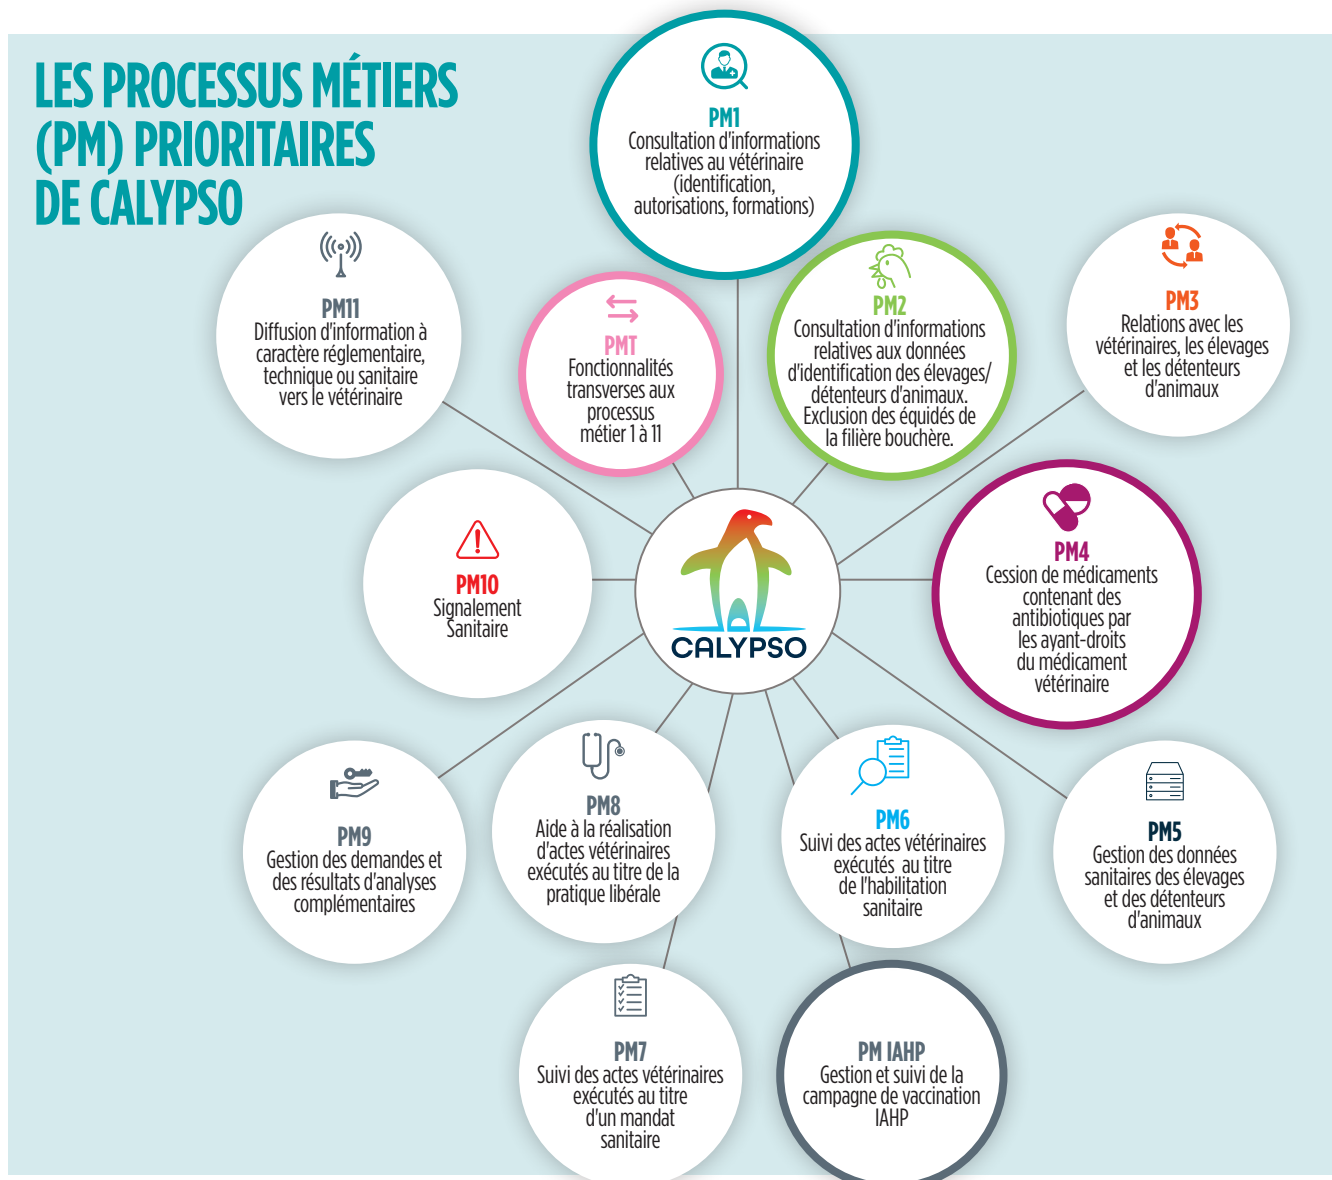 LES PROCESSUS MÉTIERS
(PM) PRIORITAIRES
DE CALYPSO
PM1
Consultation d'informations
relatives au vétérinaire
(identification,
autorisations, formations)
PM11
Diffusion d'information à
caractère réglementaire,
technique ou sanitaire
vers le vétérinaire
PMT
Fonctionnalités
transverses aux
processus
métier 1 à 11
PM2
Consultation d'informations
relatives aux données
d'identification des élevages/
détenteurs d'animaux.
Exclusion des équidés de
la filière bouchère.
PM3
Relations avec les
vétérinaires, les élevages
et les détenteurs
d'animaux
PM10
Signalement
Sanitaire
CALYPSO
PM4
Cession de médicaments
contenant des
antibiotiques par
les ayant-droits
du médicament
vétérinaire
PM9
Gestion des demandes et
des résultats d'analyses
complémentaires
PM8
Aide à la réalisation
d'actes vétérinaires
exécutés au titre de la
pratique libérale
PM6
Suivi des actes vétérinaires
exécutés au titre
de l'habilitation
sanitaire
PM5
Gestion des données
sanitaires des élevages
et des détenteurs
d'animaux
PM7
Suivi des actes vétérinaires
exécutés au titre
d'un mandat
sanitaire
PM IAHP
Gestion et suivi de la
campagne de vaccination
IAHP